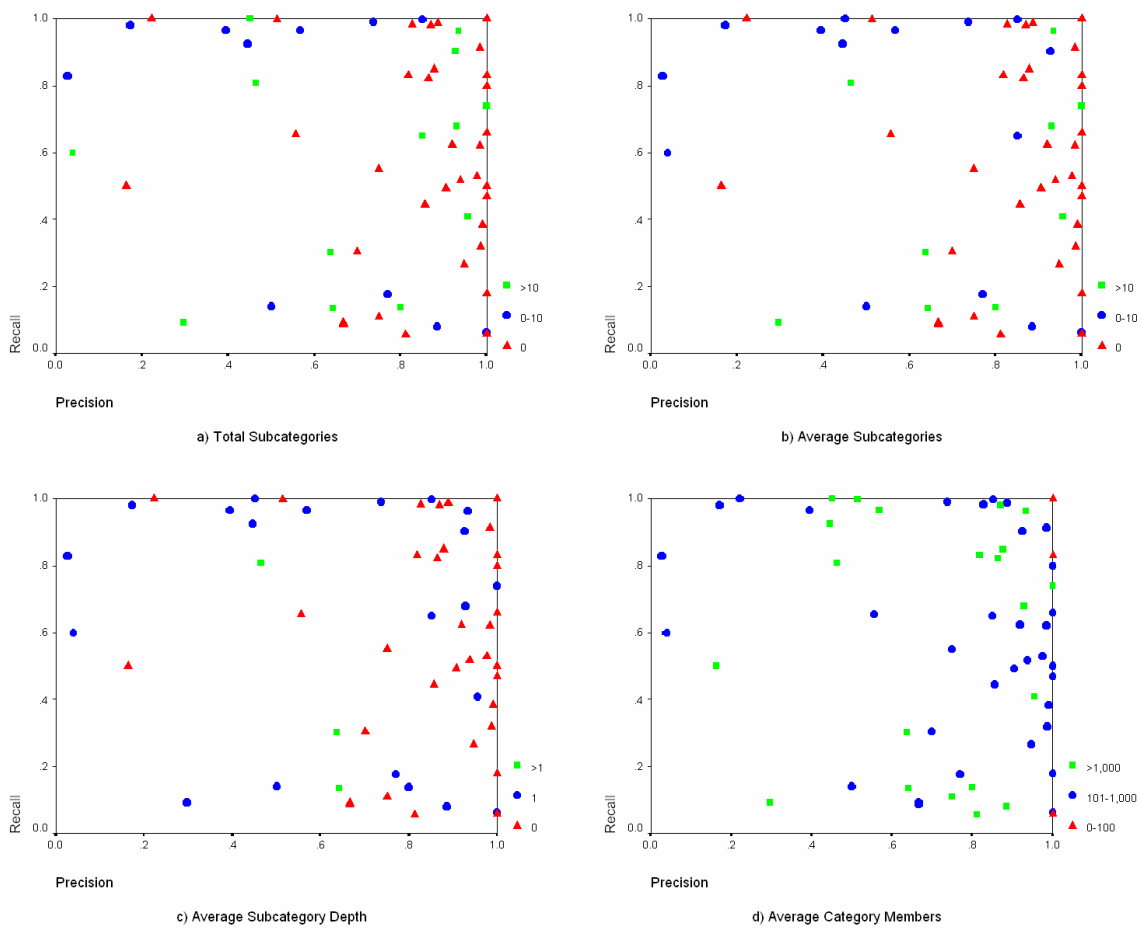 1.0
.8
.6
.4
.2
0.0
Recall
0.0 .2 .4 .6 .8 1.0
Precision
>10
0-10
0
a) Total Subcategories
1.0
.8
.6
.4
.2
0.0
Recall
0.0 .2 .4 .6 .8 1.0
Precision
>10
0-10
0
b) Average Subcategories
1.0
.8
.6
.4
.2
0.0
Recall
0.0 .2 .4 .6 .8 1.0
Precision
>1
1
0
c) Average Subcategory Depth
1.0
.8
.6
.4
.2
0.0
Recall
0.0 .2 .4 .6 .8 1.0
Precision
>1,000
101-1,000
0-100
d) Average Category Members